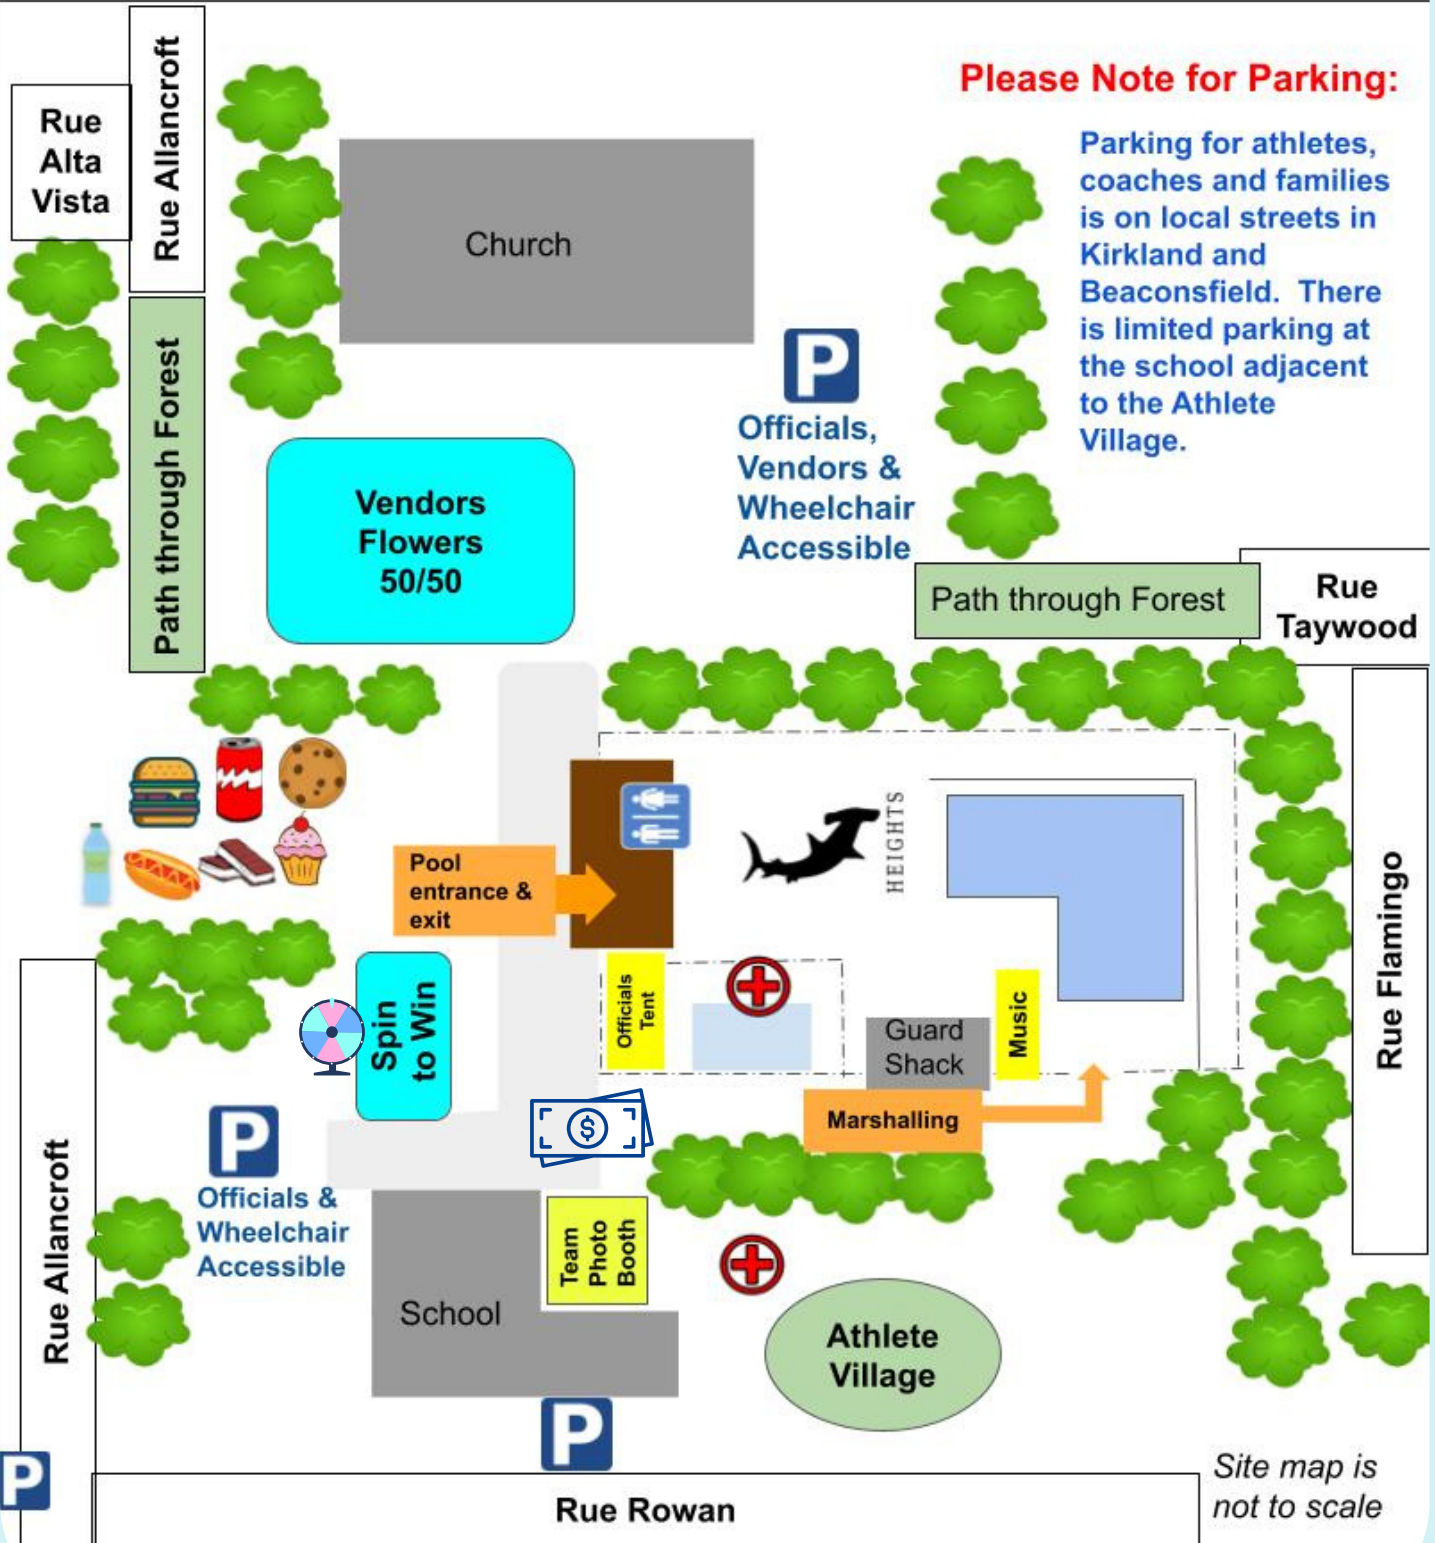 Rue
Alta
Vista
Rue Allancroft
Please Note for Parking:
Parking for athletes,
coaches and families
is on local streets in
Kirkland and
Beaconsfield.  There
is limited parking at
the school adjacent
to the Athlete
Village.
Church
P
Officials,
Vendors &
Wheelchair
Accessible
Path through Forest
Vendors
Flowers
50/50
Path through Forest
Rue
Taywood
Pool
entrance &
exit
HEIGHTS
Rue Flamingo
Officials
Tent
Spin
to Win
Guard
Shack
Music
Marshalling
$
P
Officials &
Wheelchair
Accessible
Rue Allancroft
Team
Photo
Booth
School
Athlete
Village
P
P
Rue Rowan
Site map is
not to scale